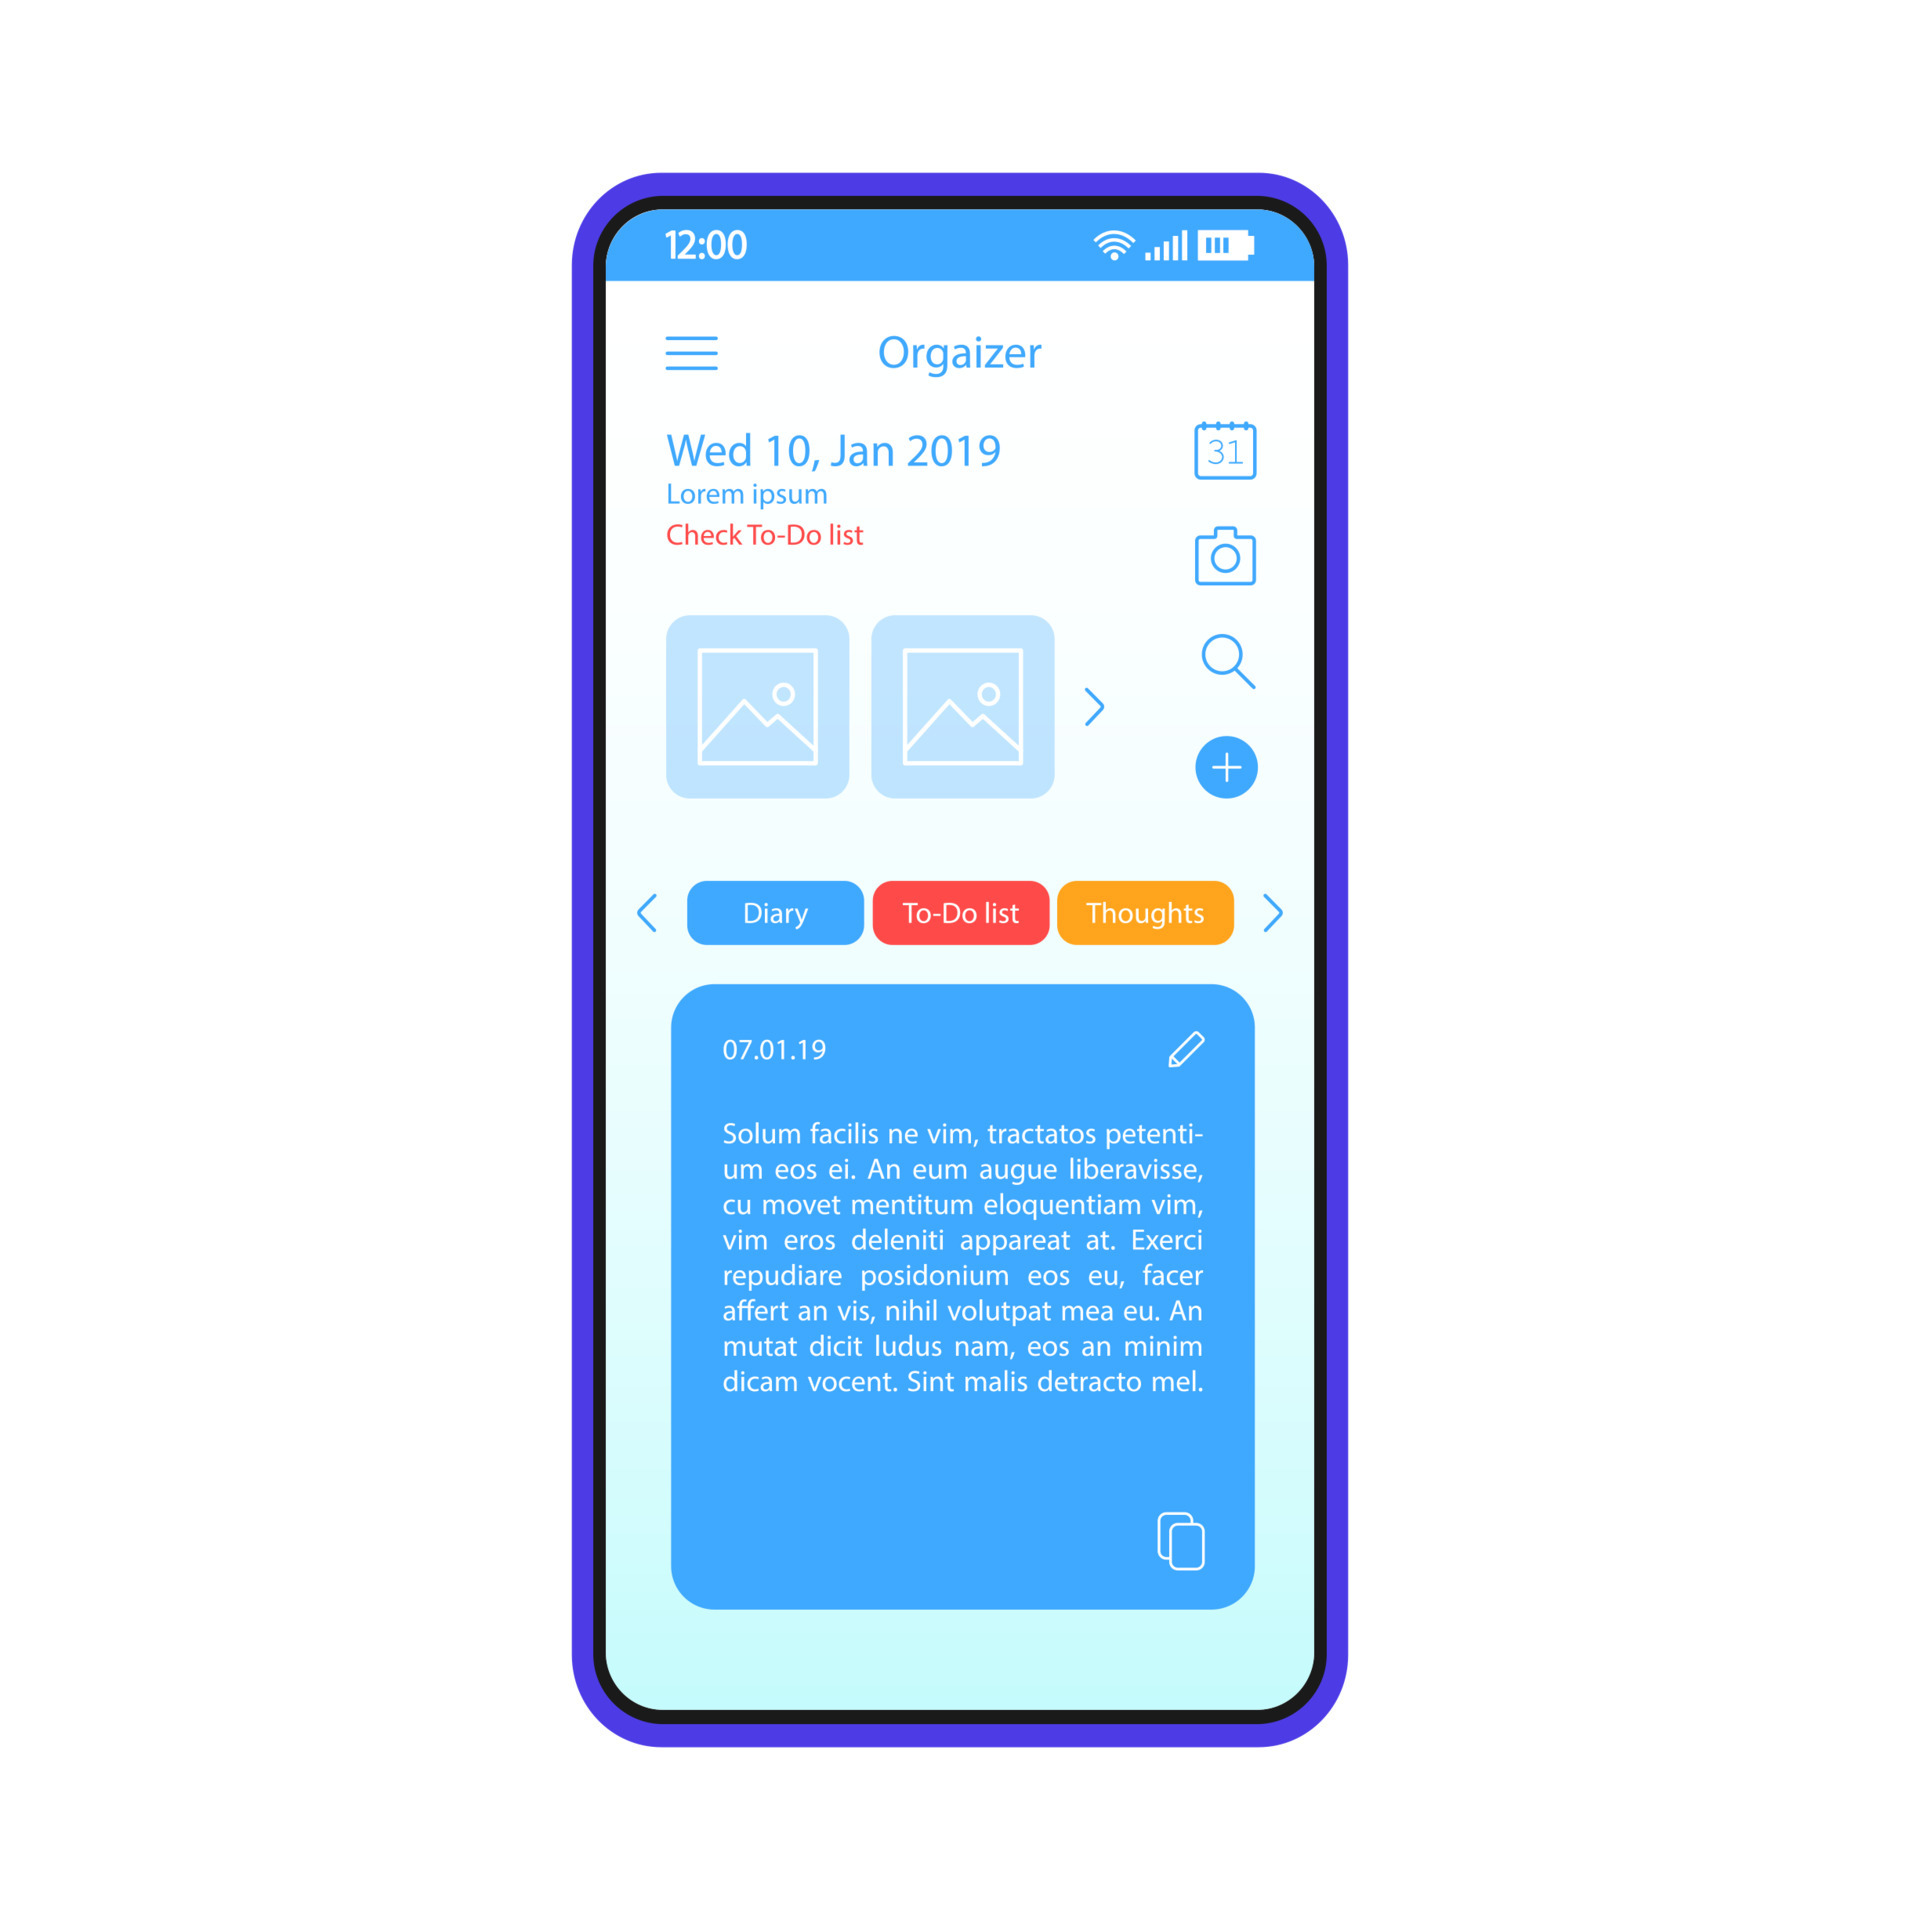 12:00
Orgaizer
Wed 10, Jan 2019
Lorem ipsum
Check To-Do list
31
Diary
To-Do list
Thoughts
07.01.19
Solum facilis ne vim, tractatos petenti-
um eos ei. An eum augue liberavisse,
cu movet mentitum eloquentiam vim,
vim eros deleniti appareat at. Exerci
repudiare posidonium eos eu, facer
affert an vis, nihil volutpat mea eu. An
mutat dicit ludus nam, eos an minim
dicam vocent. Sint malis detracto mel.